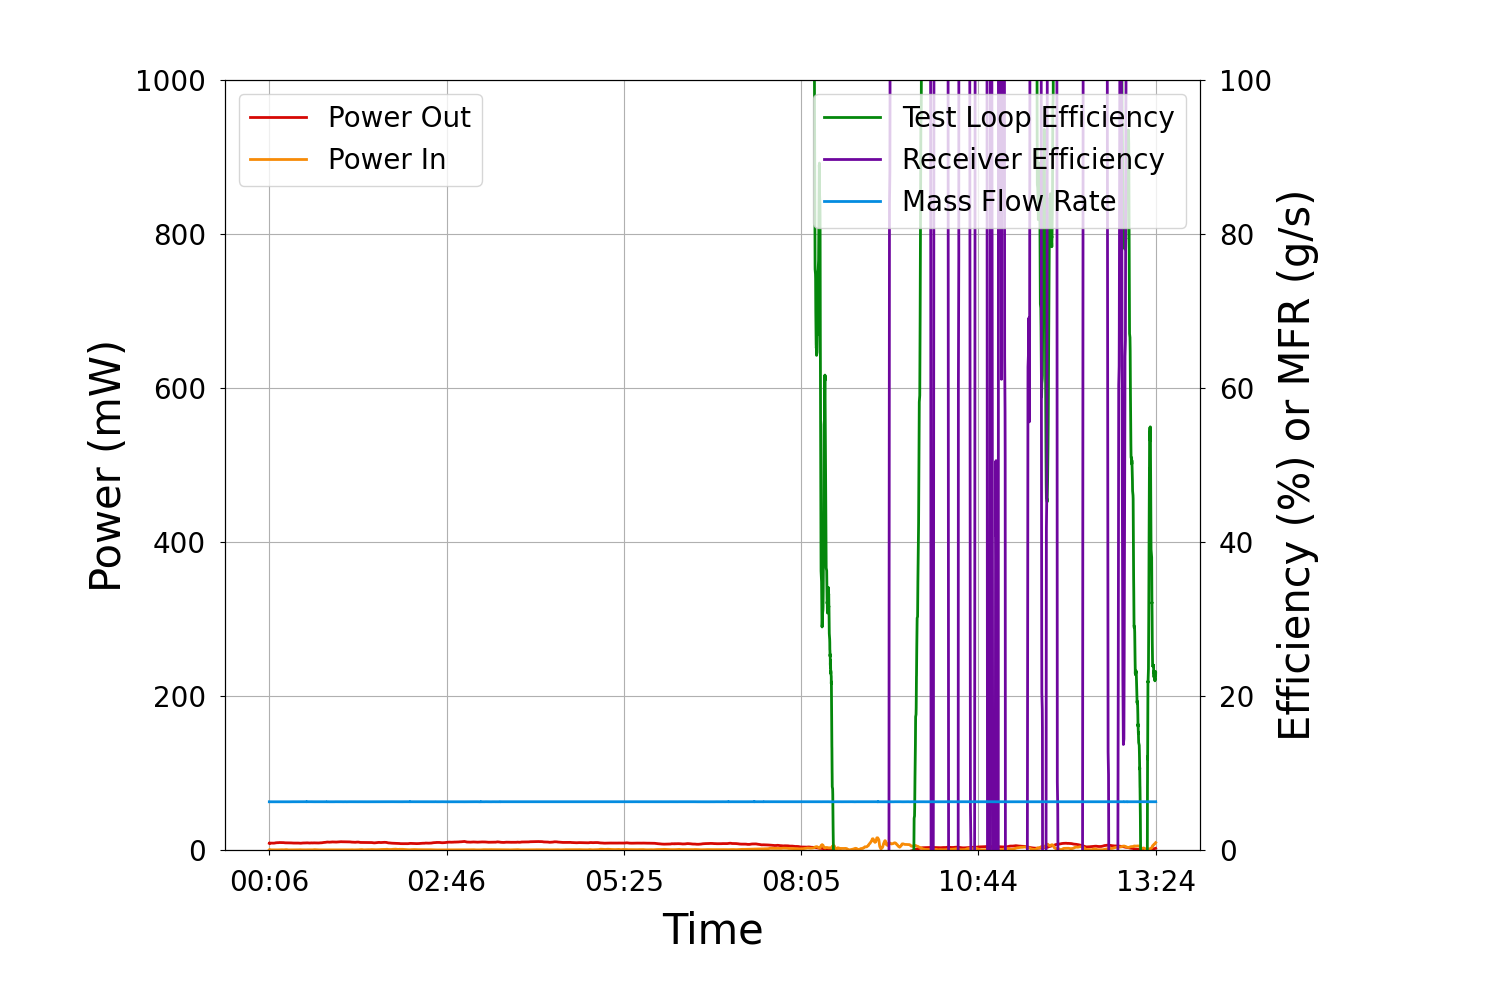 1000
800
600
400
200
0
Power (mW)
Power Out
Power In
Test Loop Efficiency
Receiver Efficiency
Mass Flow Rate
100
80
60
40
20
0
Efficiency (%) or MFR (g/s)
00:06 02:46 05:25 08:05 10:44 13:24
Time